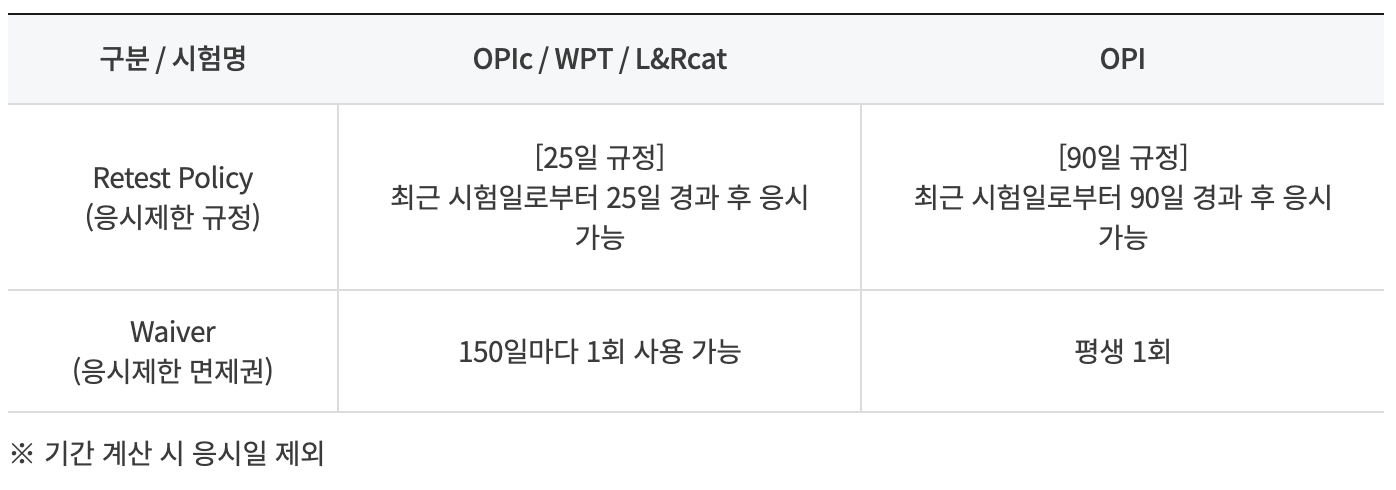 구분 / 시험명
OPIc / WPT / L&Rcat
OPI
Retest Policy
(응시제한 규정)
[25일 규정]
최근 시험일로부터 25일 경과 후 응시
가능
[90일 규정]
최근 시험일로부터 90일 경과 후 응시
가능
Waiver
(응시제한 면제권)
150일마다 1회 사용 가능
평생 1회
※ 기간 계산 시 응시일 제외